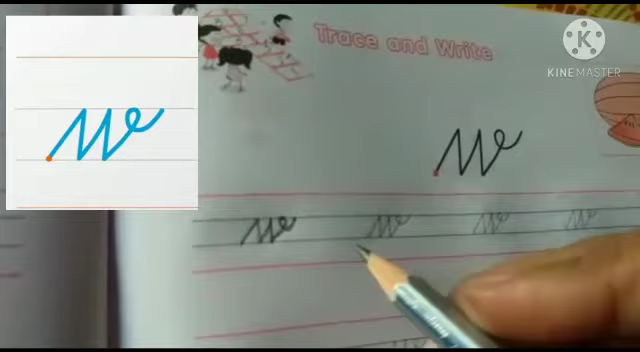 Trace and Write
K
KINEMASTER
w
w
w w w w